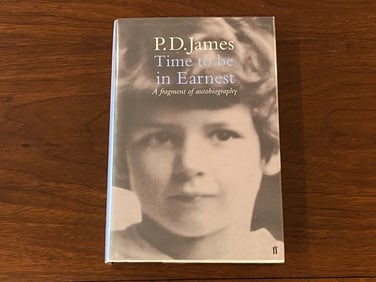 P.D.James
Time to be
in Earnest
A fragment of autobiography
ff